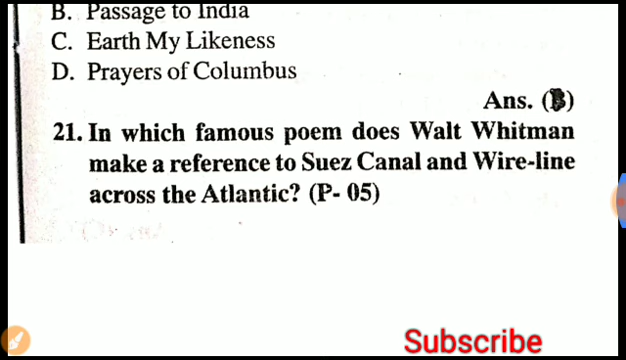 B. Passage to India
C. Earth My Likeness
D. Prayers of Columbus
Ans. (B)
21. In which famous poem does Walt Whitman
make a reference to Suez Canal and Wire-line
across the Atlantic? (P- 05)
Subscribe